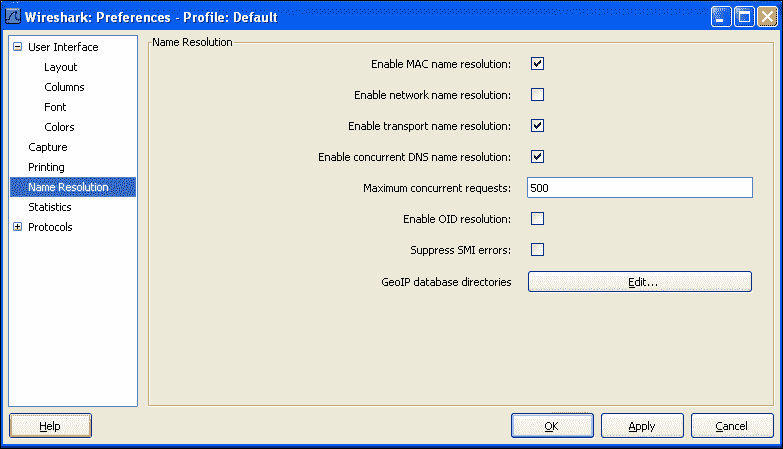 Wireshark: Preferences - Profile: Default
User Interface
Layout
Columns
Font
Colors
Capture
Printing
Name Resolution
Statistics
Protocols
Name Resolution
Enable MAC name resolution:
Enable network name resolution:
Enable transport name resolution:
Enable concurrent DNS name resolution:
Maximum concurrent requests: 500
Enable OID resolution:
Suppress SMI errors:
GeoIP database directories Edit...
Help OK Apply Cancel